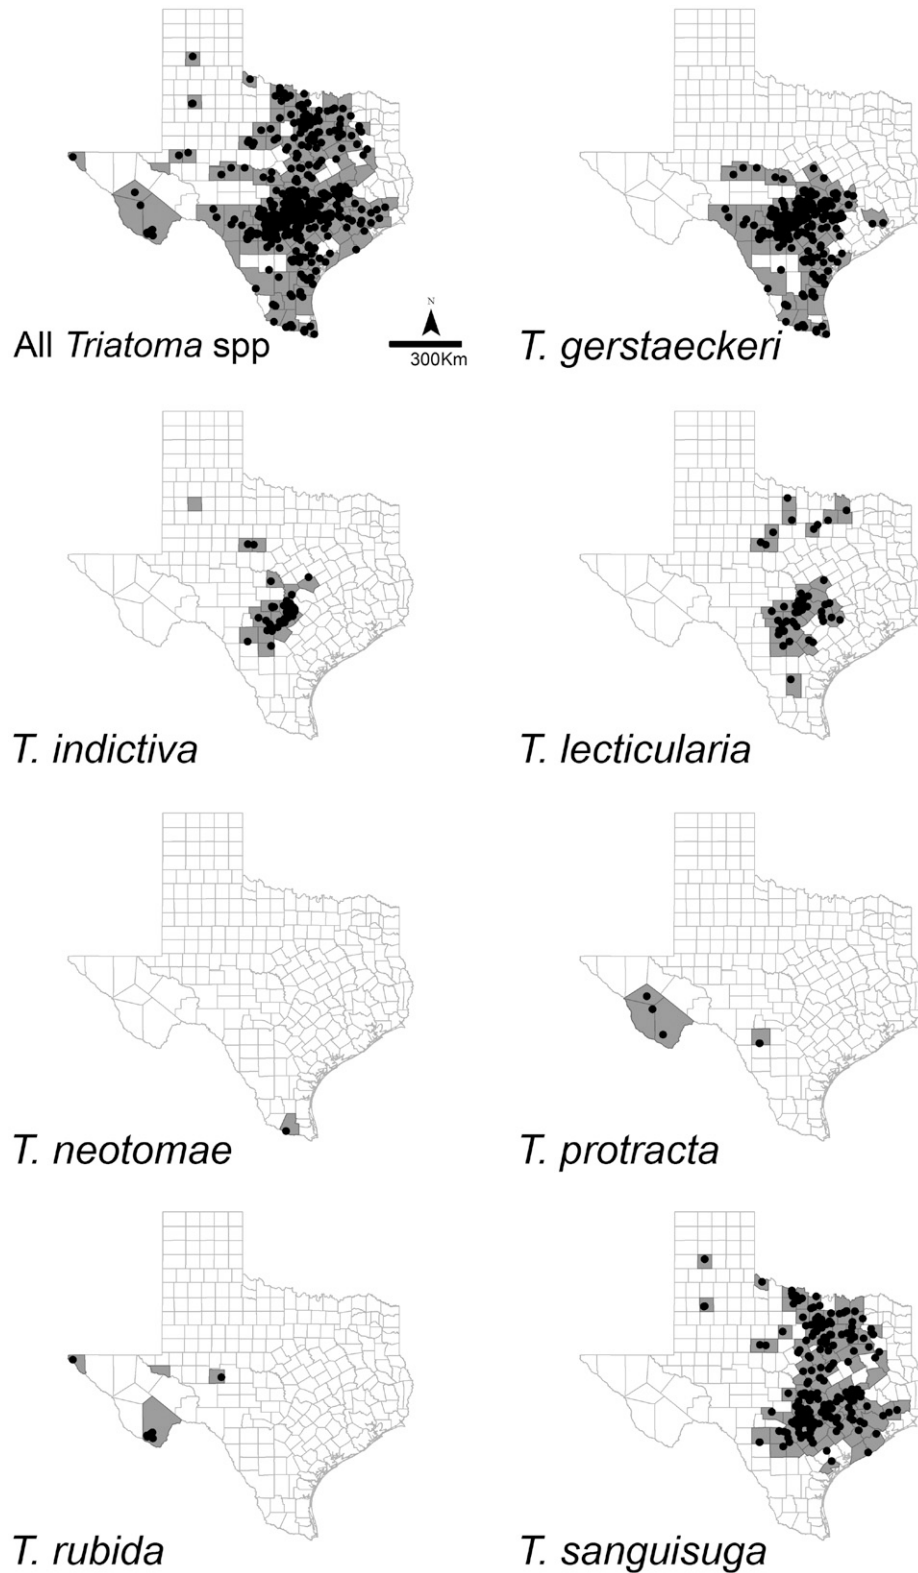 All Triatoma spp
N
300Km
T. gerstaeckeri
T. indictiva
T. lecticularia
T. neotomae
T. protracta
T. rubida
T. sanguisuga